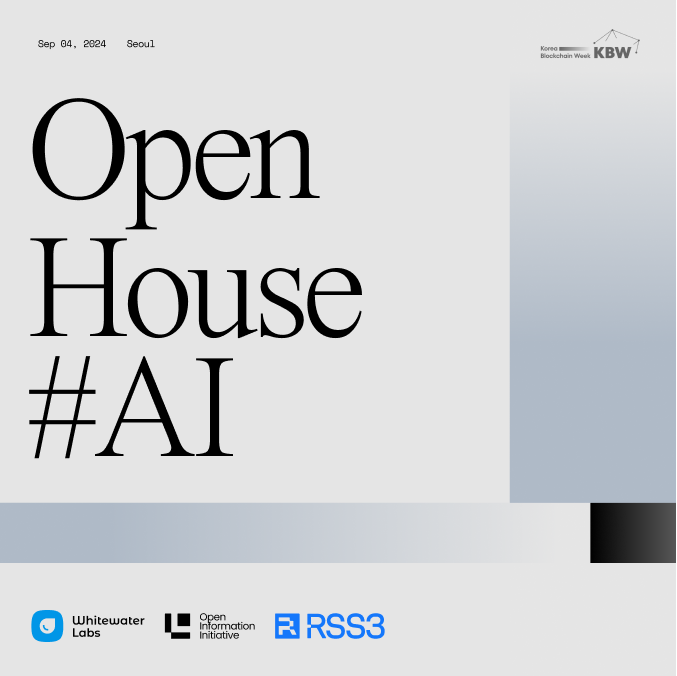 Sep 04, 2024 Seoul
Korea
Blockchain Week KBW
Open
House
#AI
Whitewater
Labs
Open
Information
Initiative
RSS3